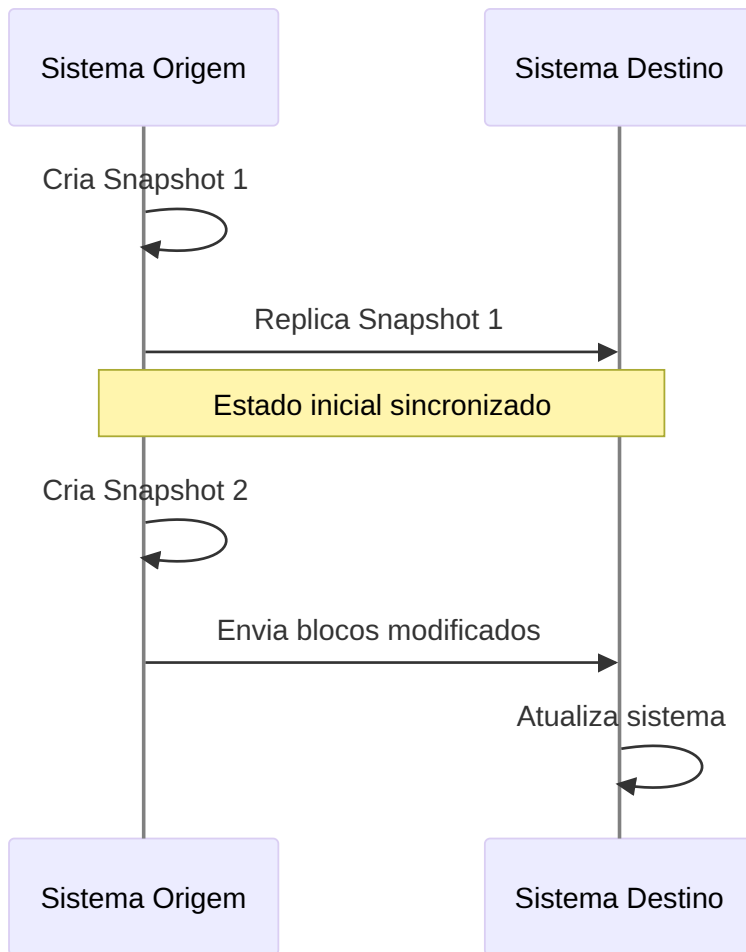 Sistema Origem
Sistema Destino
Cria Snapshot 1
Replica Snapshot 1
Estado inicial sincronizado
Cria Snapshot 2
Envia blocos modificados
Atualiza sistema
Sistema Origem
Sistema Destino